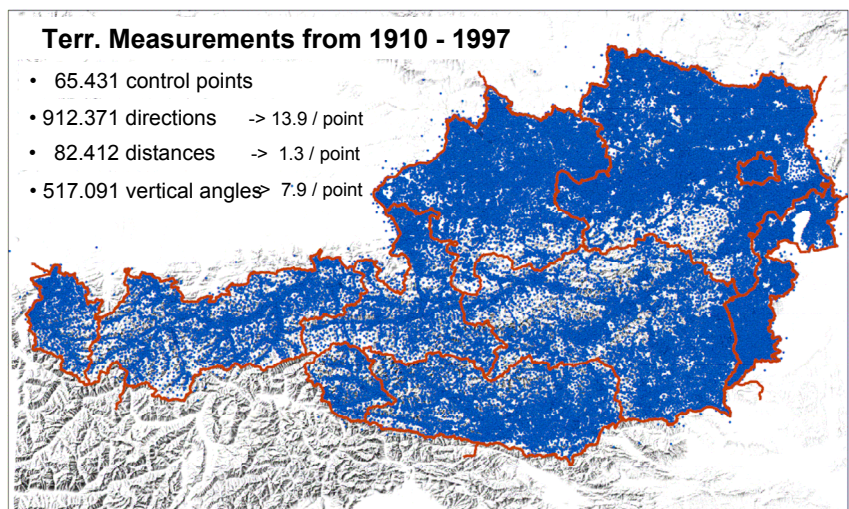 Terr. Measurements from 1910 - 1997
• 65.431 control points
• 912.371 directions -> 13.9 / point
• 82.412 distances -> 1.3 / point
• 517.091 vertical angles> 7.9 / point